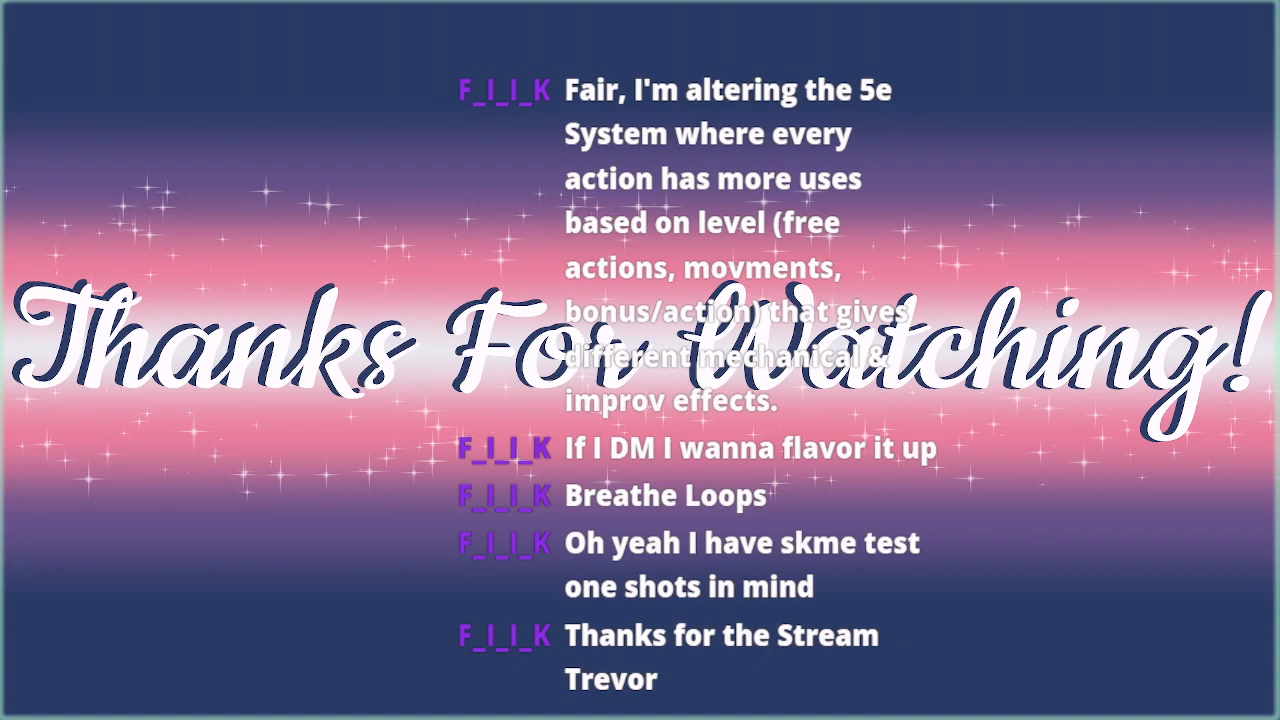 F_I_I_K Fair, I'm altering the 5e
System where every
action has more uses
based on level (free
actions, movments,
bonus/action) that gives
different mechanical &
improv effects.
Thanks For Watching!
F_I_I_K If I DM I wanna flavor it up
F_I_I_K Breathe Loops
F_I_I_K Oh yeah I have skme test
one shots in mind
F_I_I_K Thanks for the Stream
Trevor